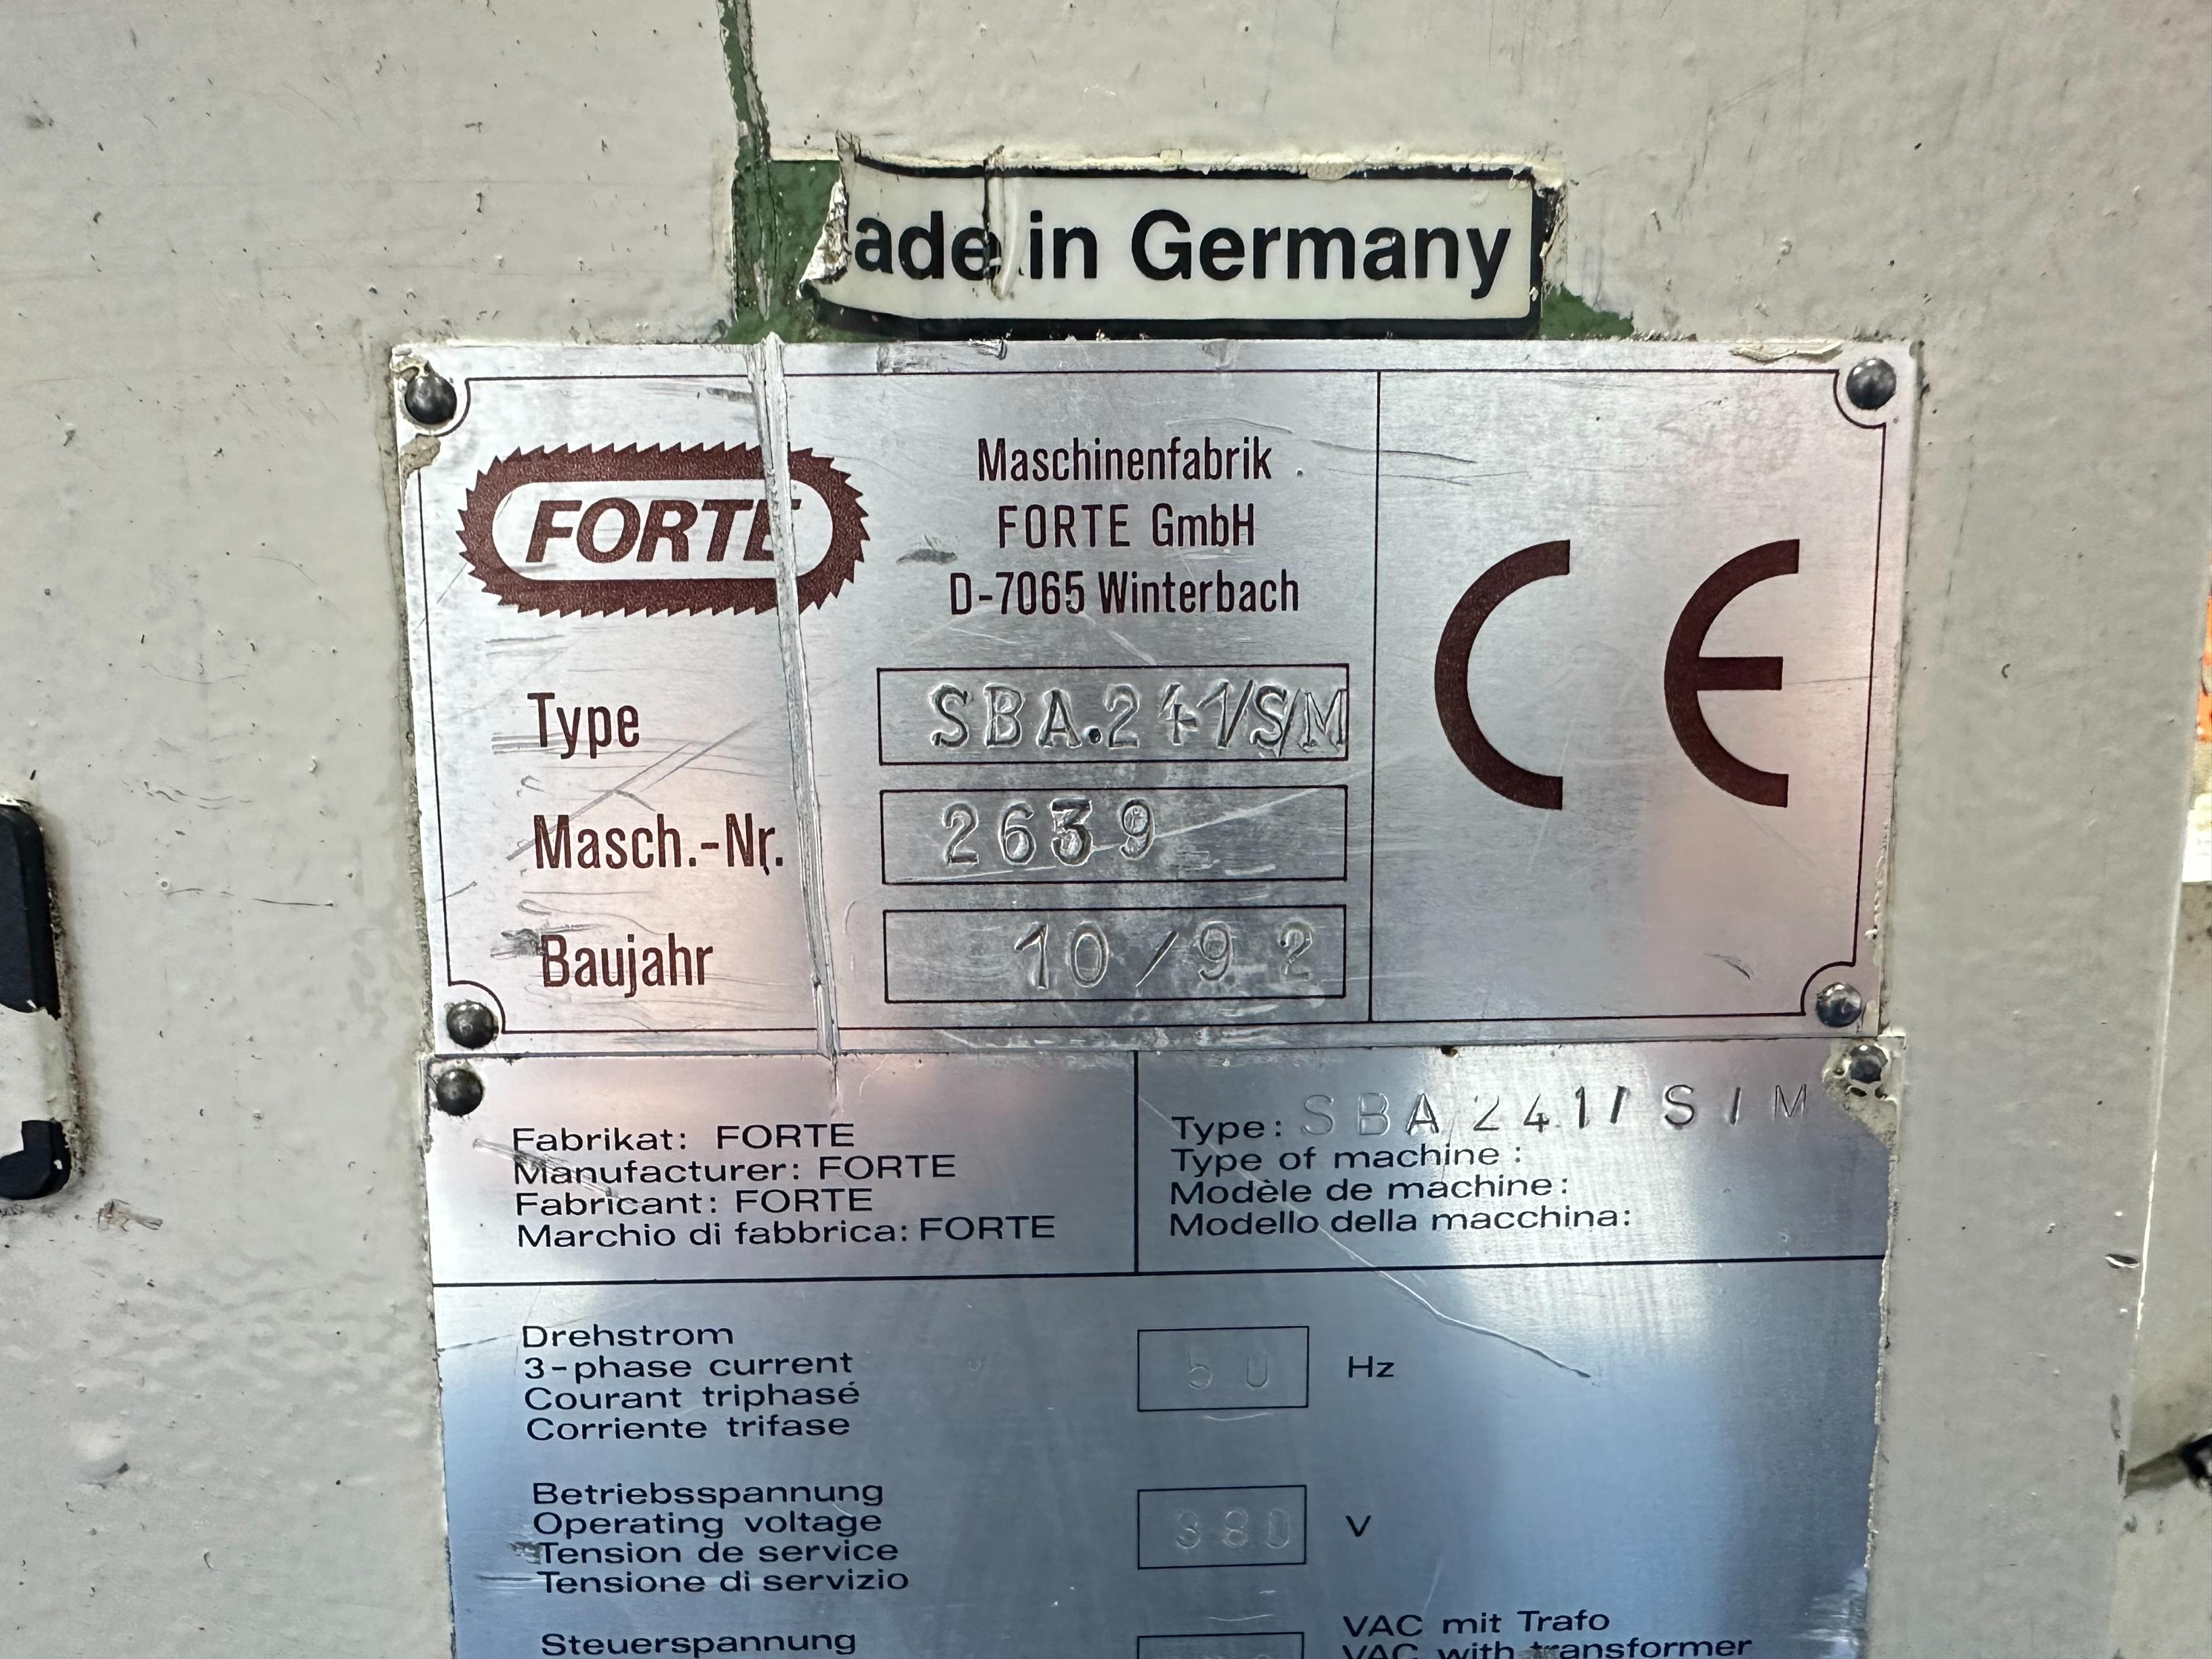 ade in Germany
FORTE
Maschinenfabrik
FORTE GmbH
D-7065 Winterbach
CE
Type SBA.241/S/M
Masch.-Nr. 2639
Baujahr 10/92
Fabrikat: FORTE
Manufacturer: FORTE
Fabricant: FORTE
Marchio di fabbrica: FORTE
Type: SBA 241/ S / M
Type of machine :
Modèle de machine:
Modello della macchina:
Drehstrom
3-phase current
Courant triphasé
Corriente trifase
50 Hz
Betriebsspannung
Operating voltage
Tension de service
Tensione di servizio
380 V
Steuerspannung
VAC mit Trafo
VAC with transformer